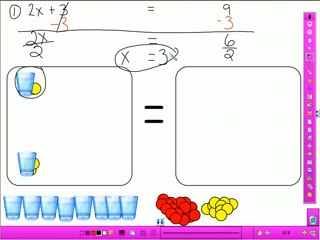 ① 2x + 3 = 9
-3 -3
2x/2 = 6/2
x = 3
=